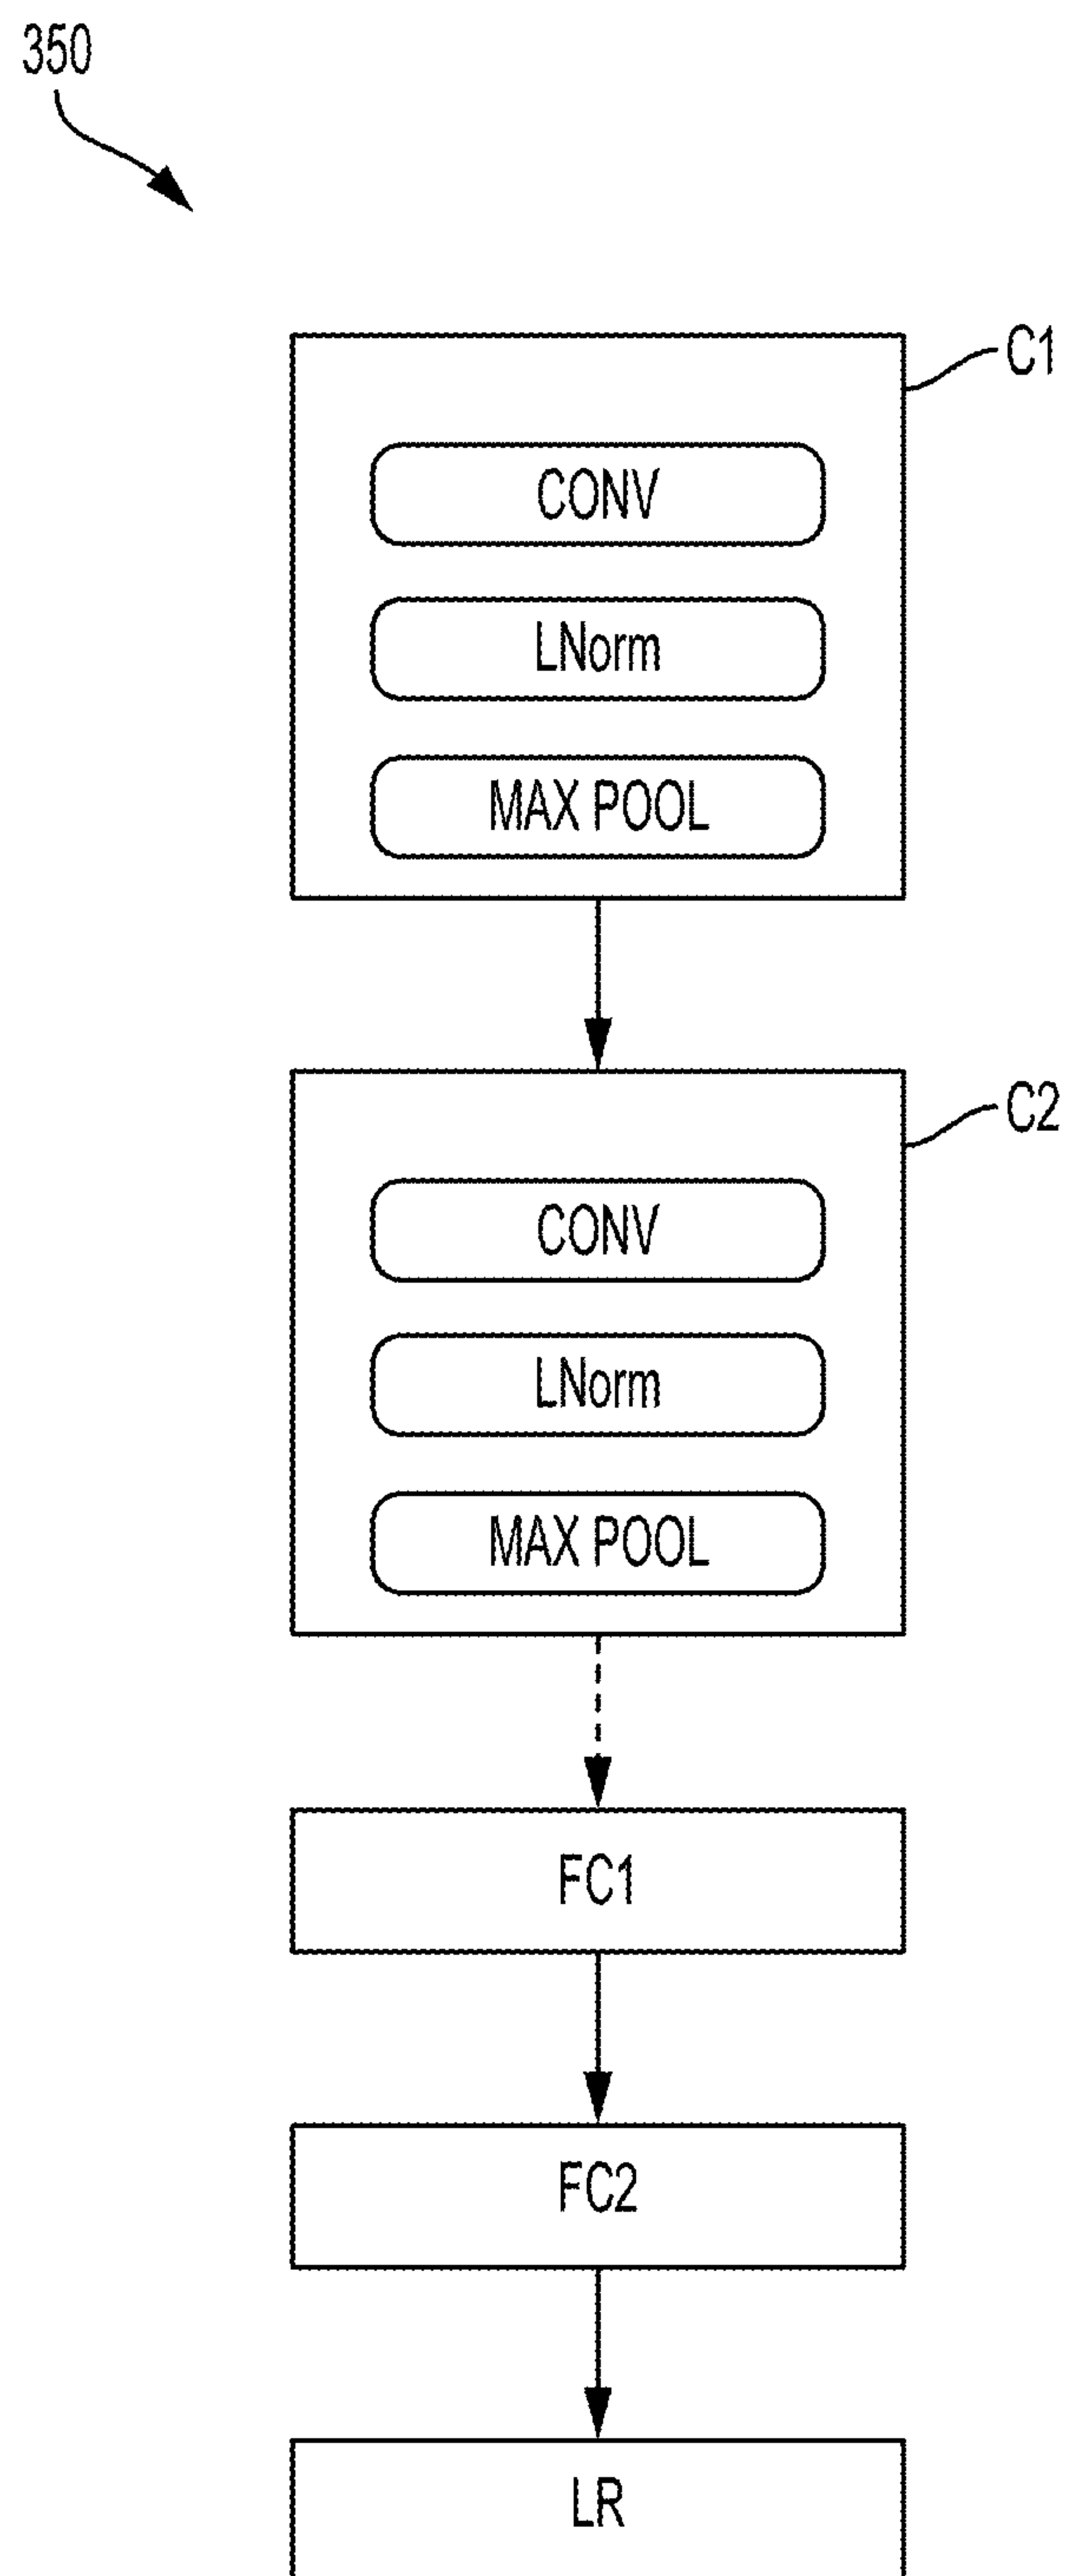 350
C1
CONV
LNorm
MAX POOL
C2
CONV
LNorm
MAX POOL
FC1
FC2
LR